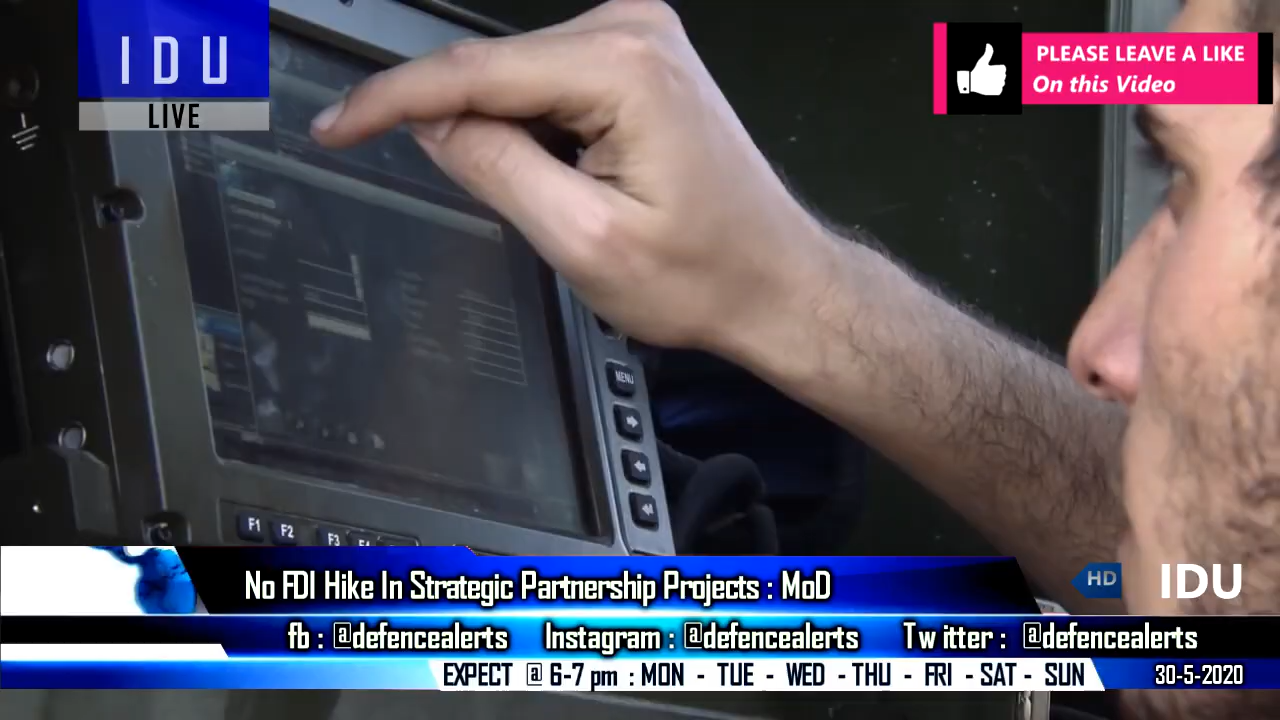 IDU
LIVE
PLEASE LEAVE A LIKE
On this Video
MENU
F1 F2 F3
No FDI Hike In Strategic Partnership Projects : MoD
HD IDU
fb : @defencealerts Instagram : @defencealerts Twitter : @defencealerts
EXPECT @ 6-7 pm : MON - TUE - WED - THU - FRI - SAT - SUN 30-5-2020